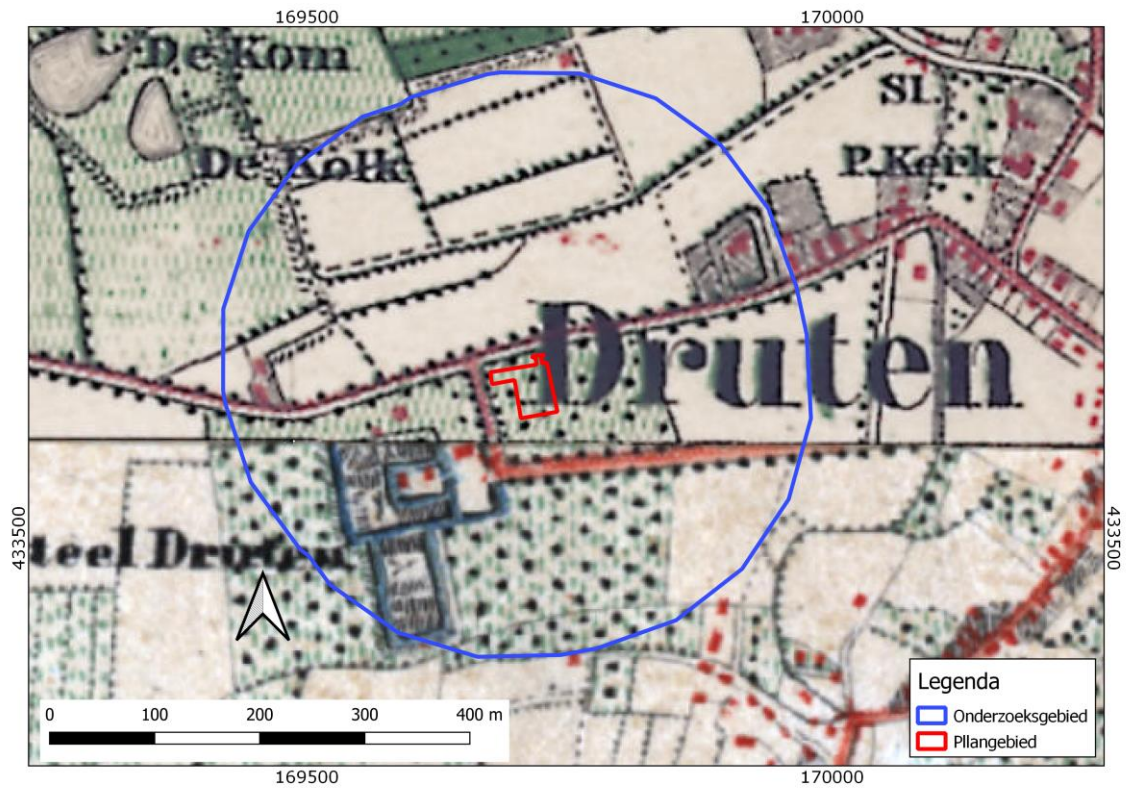 169500 170000
De Kom
St.
De Kolk
P.Kerk
Druten
433500 433500
teel Druten
Legenda
0 100 200 300 400 m
Onderzoeksgebied
Pllangebied
169500 170000